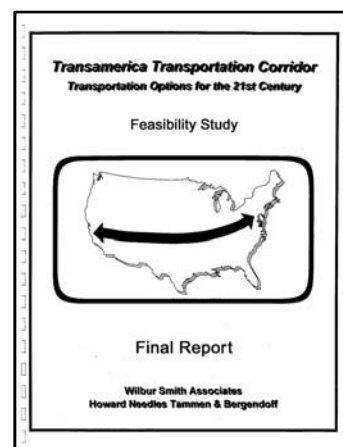 Transamerica Transportation Corridor
Transportation Options for the 21st Century
Feasibility Study
Final Report
Wilbur Smith Associates
Howard Needles Tammen & Bergendoff